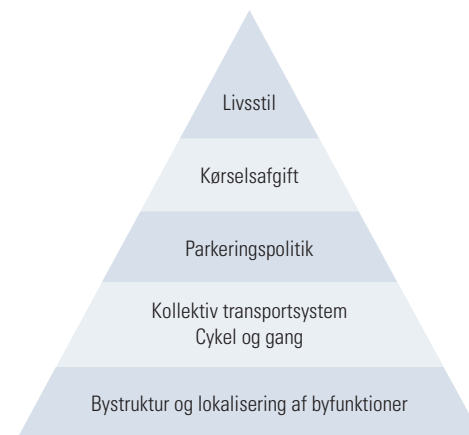 Livsstil
Kørselsafgift
Parkeringspolitik
Kollektiv transportsystem
Cykel og gang
Bystruktur og lokalisering af byfunktioner